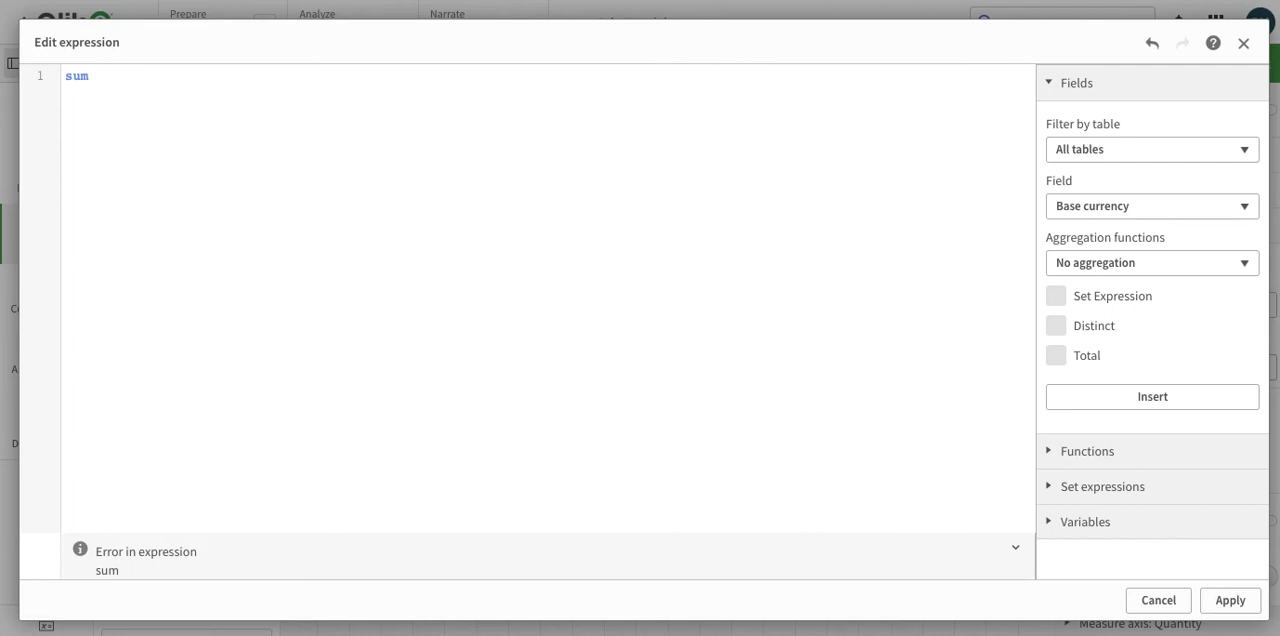 Prepare
Analyze
Narrate
Edit expression
1
sum
Fields
Filter by table
All tables
Field
Base currency
Aggregation functions
No aggregation
Set Expression
Distinct
Total
Insert
Functions
Set expressions
Variables
Error in expression
sum
Cancel
Apply
Measure axis: Quantity